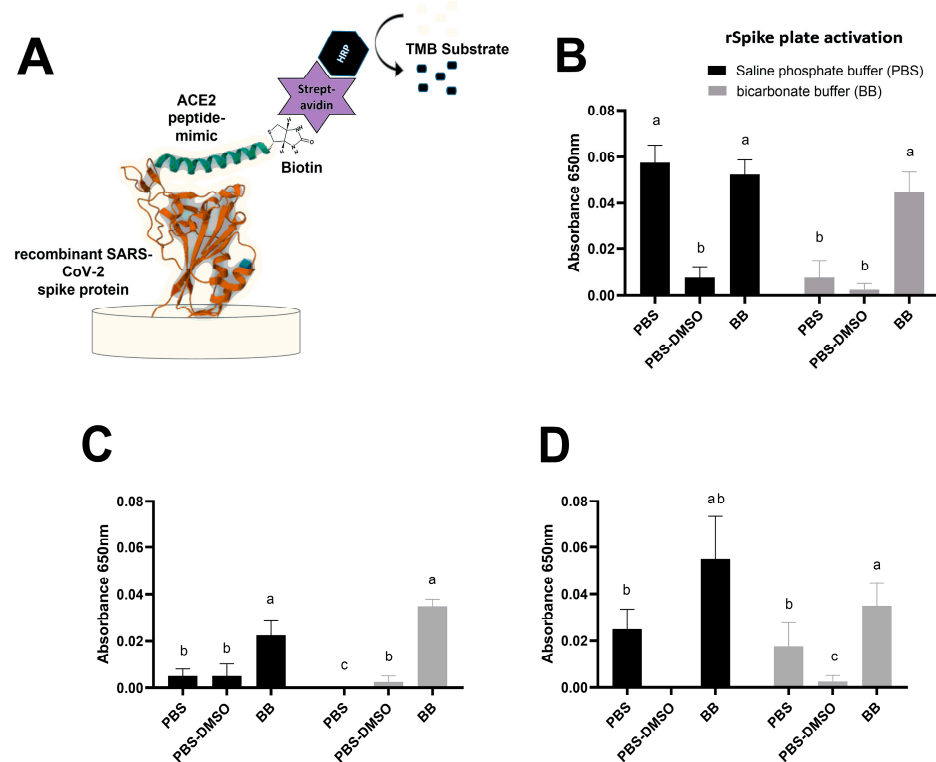 A
HRP
TMB Substrate
Strept-
avidin
ACE2
peptide-
mimic
S
H
H
NH
N
H
O
Biotin
recombinant SARS-
CoV-2
spike protein
B
rSpike plate activation
Saline phosphate buffer (PBS)
bicarbonate buffer (BB)
Absorbance 650nm
0.08
0.06
0.04
0.02
0.00
a
b
a
b
b
a
PBS
PBS-DMSO
BB
PBS
PBS-DMSO
BB
C
Absorbance 650nm
0.08
0.06
0.04
0.02
0.00
b
b
a
c
b
a
PBS
PBS-DMSO
BB
PBS
PBS-DMSO
BB
D
Absorbance 650nm
0.08
0.06
0.04
0.02
0.00
b
ab
b
c
a
PBS
PBS-DMSO
BB
PBS
PBS-DMSO
BB